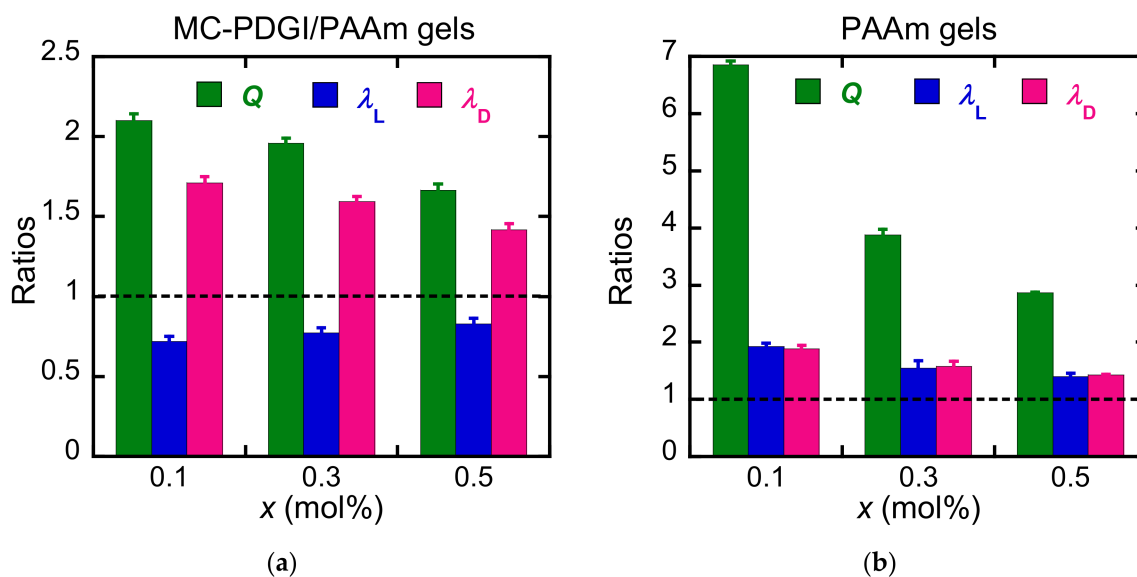 MC-PDGI/PAAm gels
2.5
2
1.5
1
0.5
0
Ratios
Q λL λD
0.1 0.3 0.5
x (mol%)
(a)
PAAm gels
7
6
5
4
3
2
1
0
Ratios
Q λL λD
0.1 0.3 0.5
x (mol%)
(b)